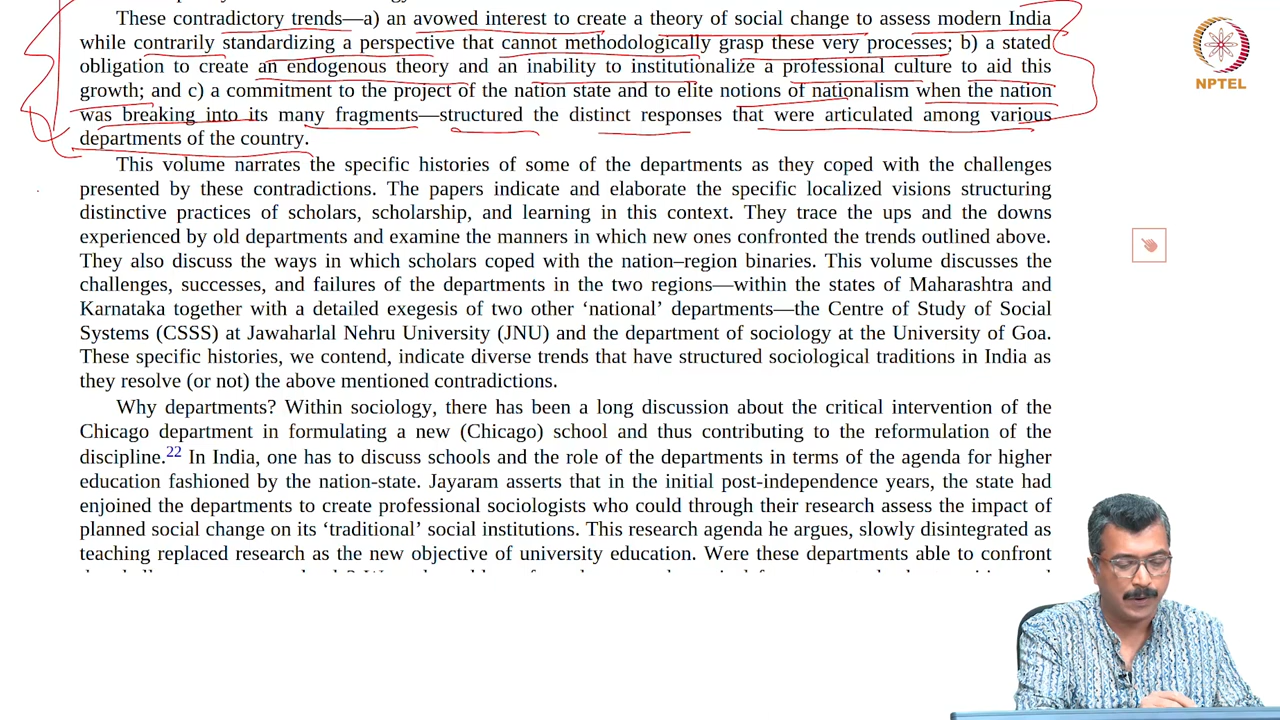 These contradictory trends—a) an avowed interest to create a theory of social change to assess modern India
while contrarily standardizing a perspective that cannot methodologically grasp these very processes; b) a stated
obligation to create an endogenous theory and an inability to institutionalize a professional culture to aid this
growth; and c) a commitment to the project of the nation state and to elite notions of nationalism when the nation
was breaking into its many fragments—structured the distinct responses that were articulated among various
departments of the country.
This volume narrates the specific histories of some of the departments as they coped with the challenges
presented by these contradictions. The papers indicate and elaborate the specific localized visions structuring
distinctive practices of scholars, scholarship, and learning in this context. They trace the ups and the downs
experienced by old departments and examine the manners in which new ones confronted the trends outlined above.
They also discuss the ways in which scholars coped with the nation–region binaries. This volume discusses the
challenges, successes, and failures of the departments in the two regions—within the states of Maharashtra and
Karnataka together with a detailed exegesis of two other ‘national’ departments—the Centre of Study of Social
Systems (CSSS) at Jawaharlal Nehru University (JNU) and the department of sociology at the University of Goa.
These specific histories, we contend, indicate diverse trends that have structured sociological traditions in India as
they resolve (or not) the above mentioned contradictions.
Why departments? Within sociology, there has been a long discussion about the critical intervention of the
Chicago department in formulating a new (Chicago) school and thus contributing to the reformulation of the
discipline.22 In India, one has to discuss schools and the role of the departments in terms of the agenda for higher
education fashioned by the nation-state. Jayaram asserts that in the initial post-independence years, the state had
enjoined the departments to create professional sociologists who could through their research assess the impact of
planned social change on its ‘traditional’ social institutions. This research agenda he argues, slowly disintegrated as
teaching replaced research as the new objective of university education. Were these departments able to confront
NPTEL